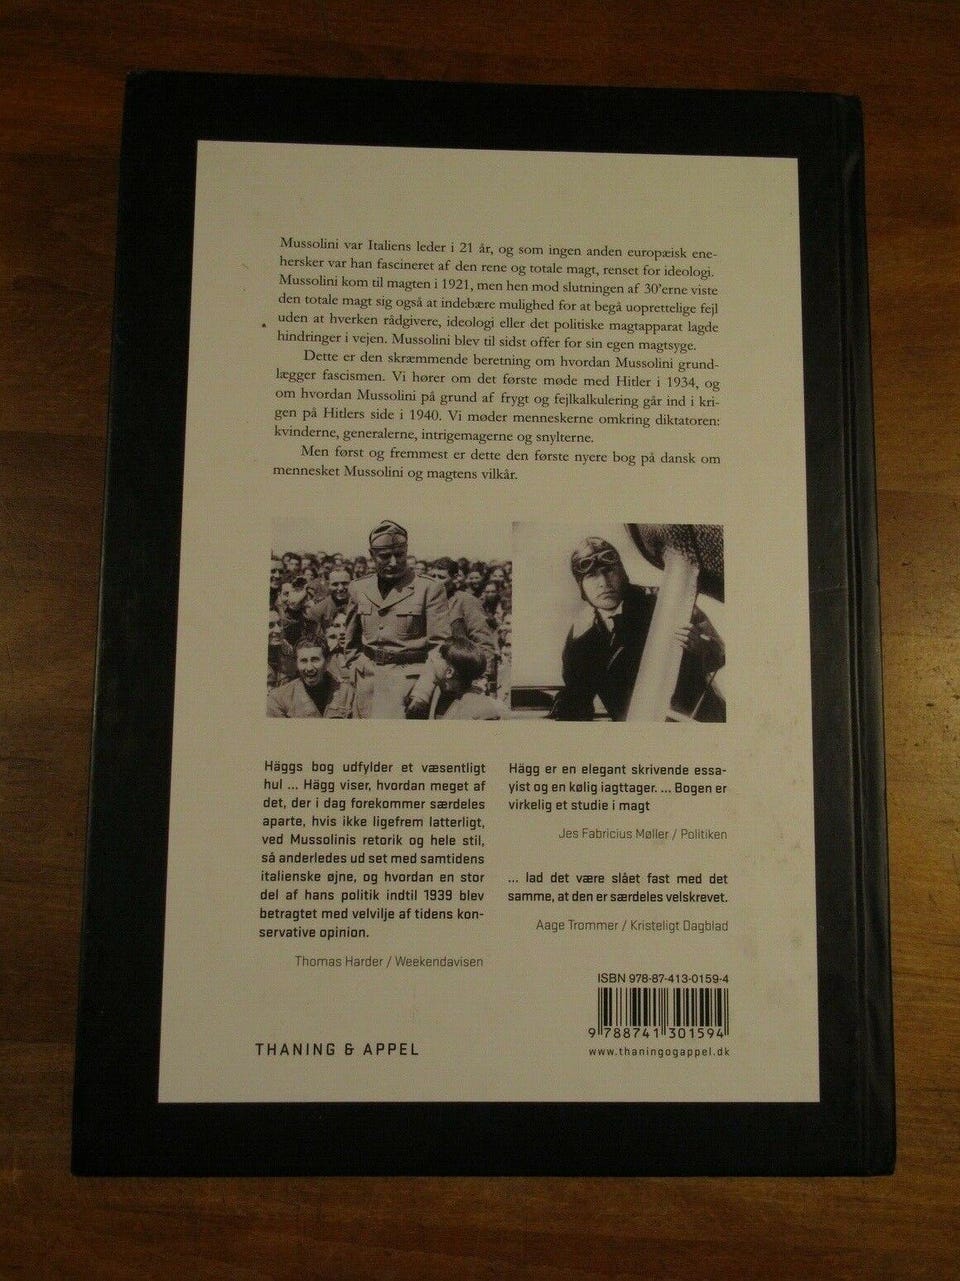 Mussolini var Italiens leder i 21 år, og som ingen anden europæisk ene-
hersker var han fascineret af den rene og totale magt, renset for ideologi.
Mussolini kom til magten i 1921, men hen mod slutningen af 30'erne viste
den totale magt sig også at indebære mulighed for at begå uoprettelige fejl
uden at hverken rådgivere, ideologi eller det politiske magtapparat lagde
hindringer i vejen. Mussolini blev til sidst offer for sin egen magtsyge.
Dette er den skræmmende beretning om hvordan Mussolini grund-
lægger fascismen. Vi hører om det første møde med Hitler i 1934, og
om hvordan Mussolini på grund af frygt og fejlkalkulering går ind i kri-
gen på Hitlers side i 1940. Vi møder menneskerne omkring diktatoren:
kvinderne, generalerne, intrigemagerne og snylterne.
Men først og fremmest er dette den første nyere bog på dansk om
mennesket Mussolini og magtens vilkår.
Häggs bog udfylder et væsentligt
hul ... Hägg viser, hvordan meget af
det, der i dag forekommer særdeles
aparte, hvis ikke ligefrem latterligt,
ved Mussolinis retorik og hele stil,
så anderledes ud set med samtidens
italienske øjne, og hvordan en stor
del af hans politik indtil 1939 blev
betragtet med velvilje af tidens kon-
servative opinion.
Thomas Harder / Weekendavisen
Hägg er en elegant skrivende essa-
yist og en kølig iagttager. ... Bogen er
virkelig et studie i magt
Jes Fabricius Møller / Politiken
... lad det være slået fast med det
samme, at den er særdeles velskrevet.
Aage Trommer / Kristeligt Dagblad
ISBN 978-87-413-0159-4
9 788741 301594
www.thaningogappel.dk
THANING & APPEL